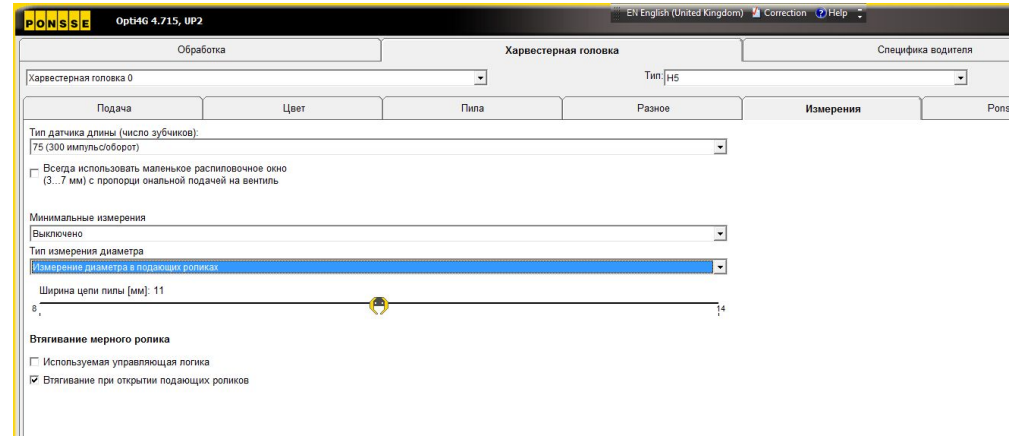 PONSSE Opti4G 4.715, UP2 EN English (United Kingdom) Correction Help
Обработка Харвестерная головка Специфика водителя
Харвестерная головка 0 Тип: H5
Подача Цвет Пила Разное Измерения Pons
Тип датчика длины (число зубчиков):
75 (300 импульс/оборот)
Всегда использовать маленькое распиловочное окно
(3...7 мм) с пропорци ональной подачей на вентиль
Минимальные измерения
Выключено
Тип измерения диаметра
Измерение диаметра в подающих роликах
Ширина цепи пилы [мм]: 11
8 14
Втягивание мерного ролика
Используемая управляющая логика
Втягивание при открытии подающих роликов